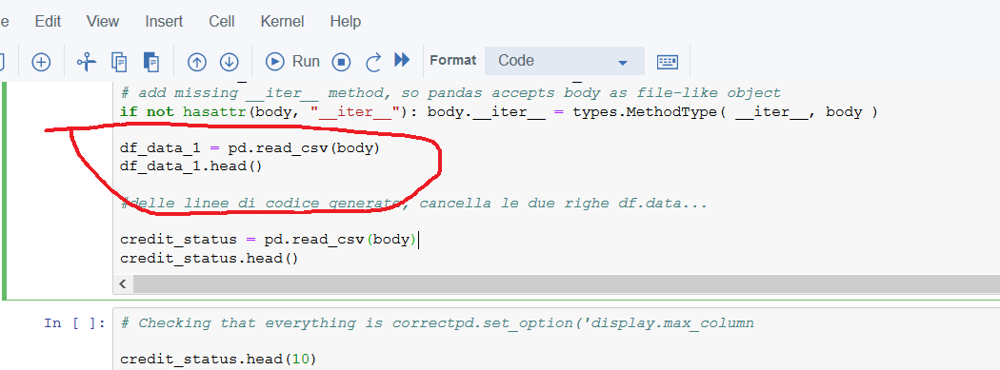 e Edit View Insert Cell Kernel Help
Run Format Code
# add missing __iter__ method, so pandas accepts body as file-like object
if not hasattr(body, "__iter__"): body.__iter__ = types.MethodType( __iter__, body )
df_data_1 = pd.read_csv(body)
df_data_1.head()
#delle linee di codice generate, cancella le due righe df.data...
credit_status = pd.read_csv(body)
credit_status.head()
In [ ]: # Checking that everything is correctpd.set_option('display.max_column
credit_status.head(10)